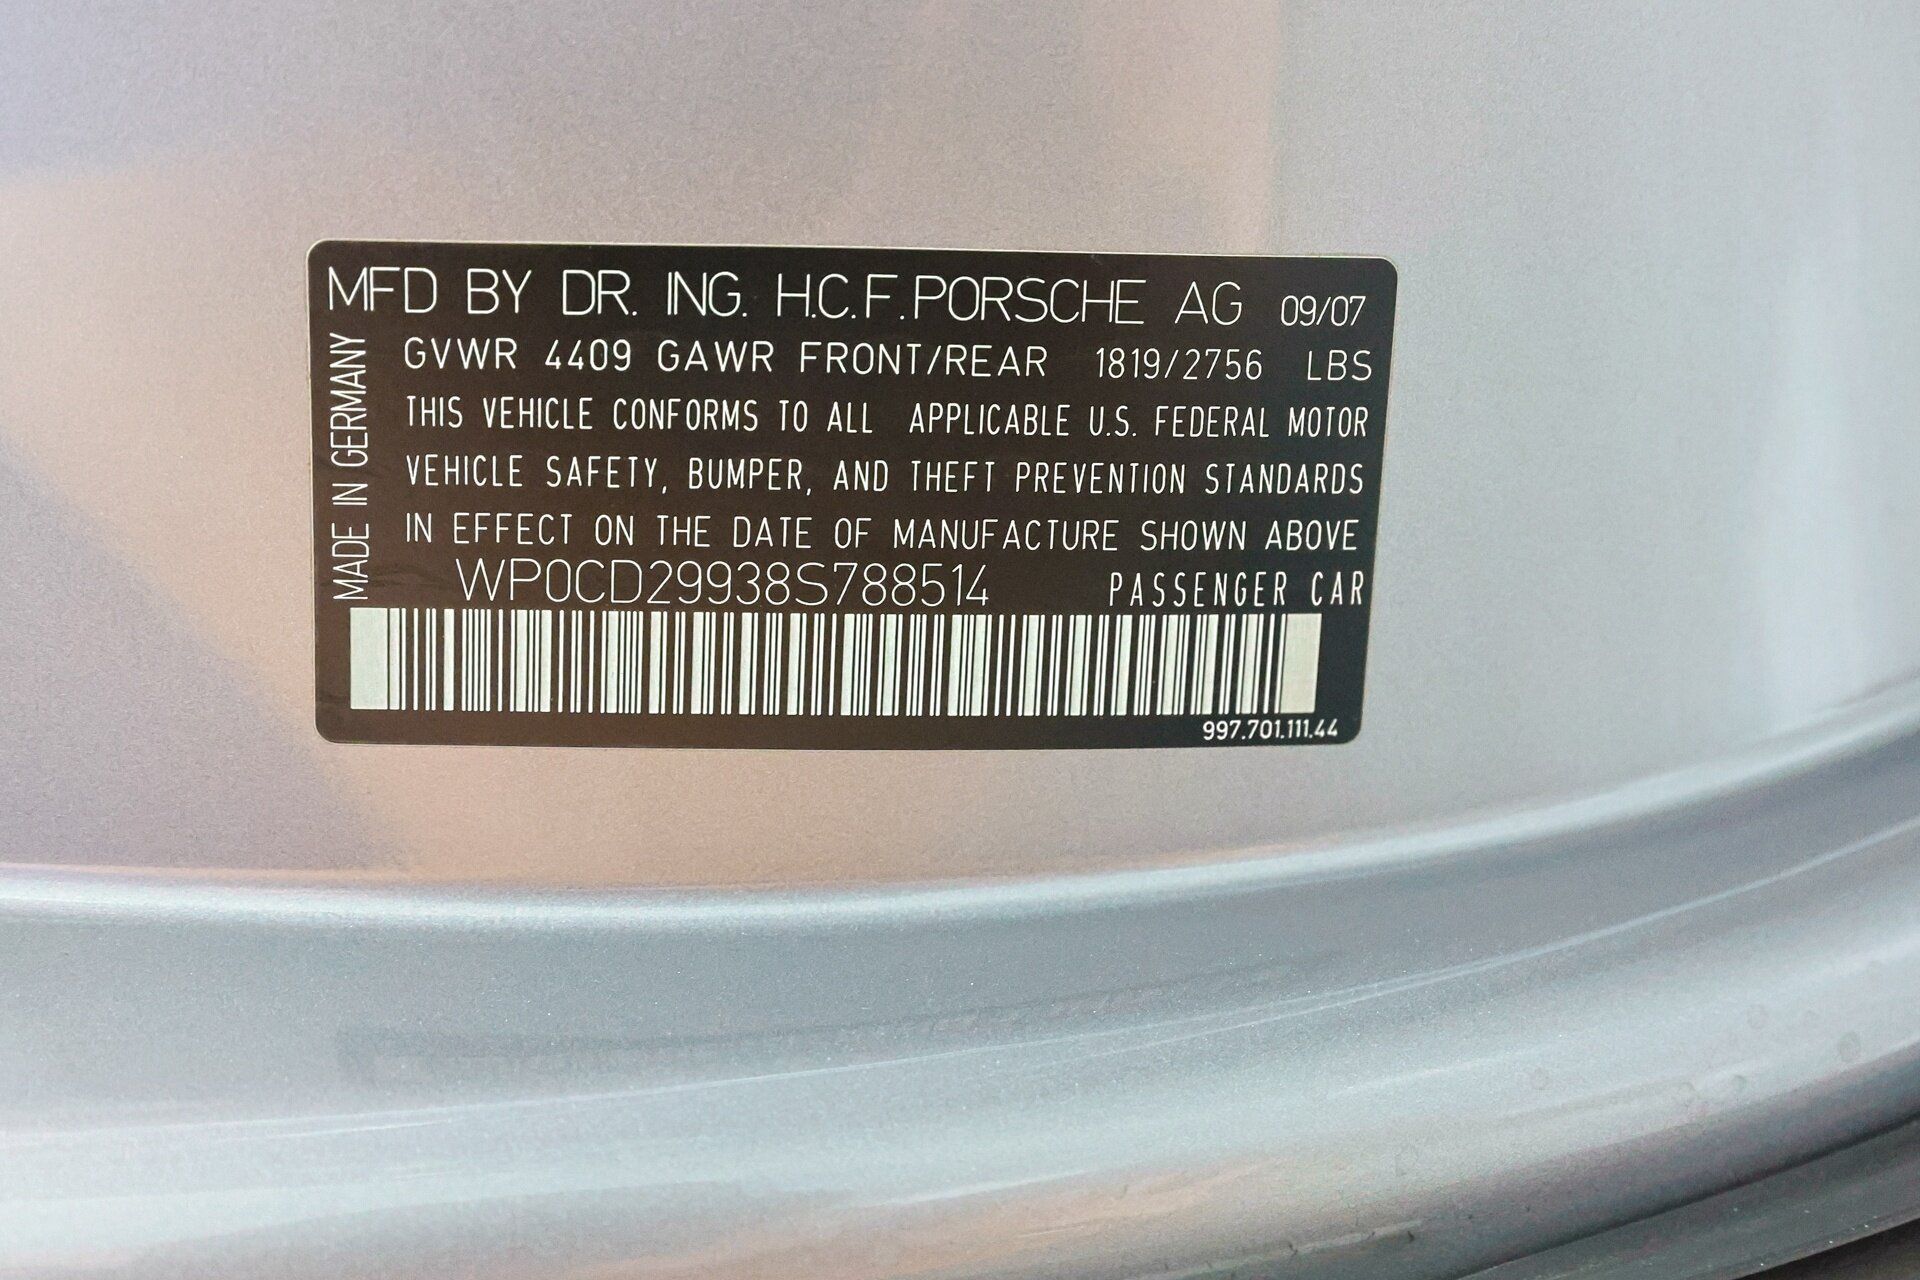 MFD BY DR. ING. H.C.F.PORSCHE AG 09/07
GVWR 4409 GAWR FRONT/REAR 1819/2756 LBS
THIS VEHICLE CONFORMS TO ALL APPLICABLE U.S. FEDERAL MOTOR
VEHICLE SAFETY, BUMPER, AND THEFT PREVENTION STANDARDS
IN EFFECT ON THE DATE OF MANUFACTURE SHOWN ABOVE
WP0CD29938S788514 PASSENGER CAR
997.701.111.44
MADE IN GERMANY